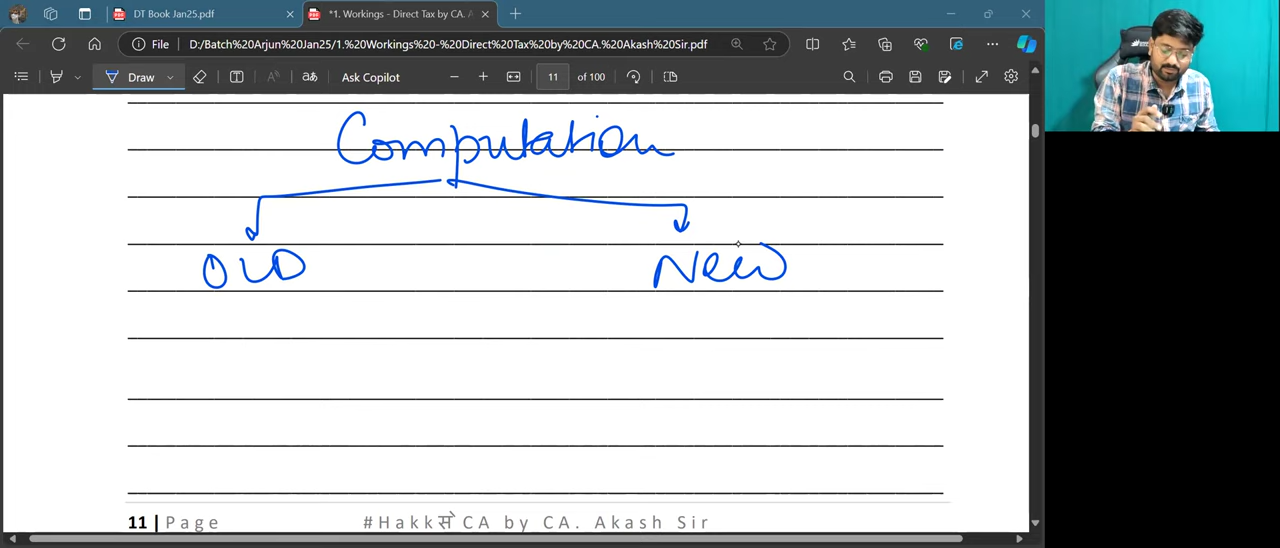 DT Book Jan25.pdf
*1. Workings - Direct Tax by CA. A
File D:/Batch%20Arjun%20Jan25/1.%20Workings%20-%20Direct%20Tax%20by%20CA.%20Akash%20Sir.pdf
Draw Ask Copilot 11 of 100
Computation
OLD New
11 | Page #Hakkसे CA by CA. Akash Sir